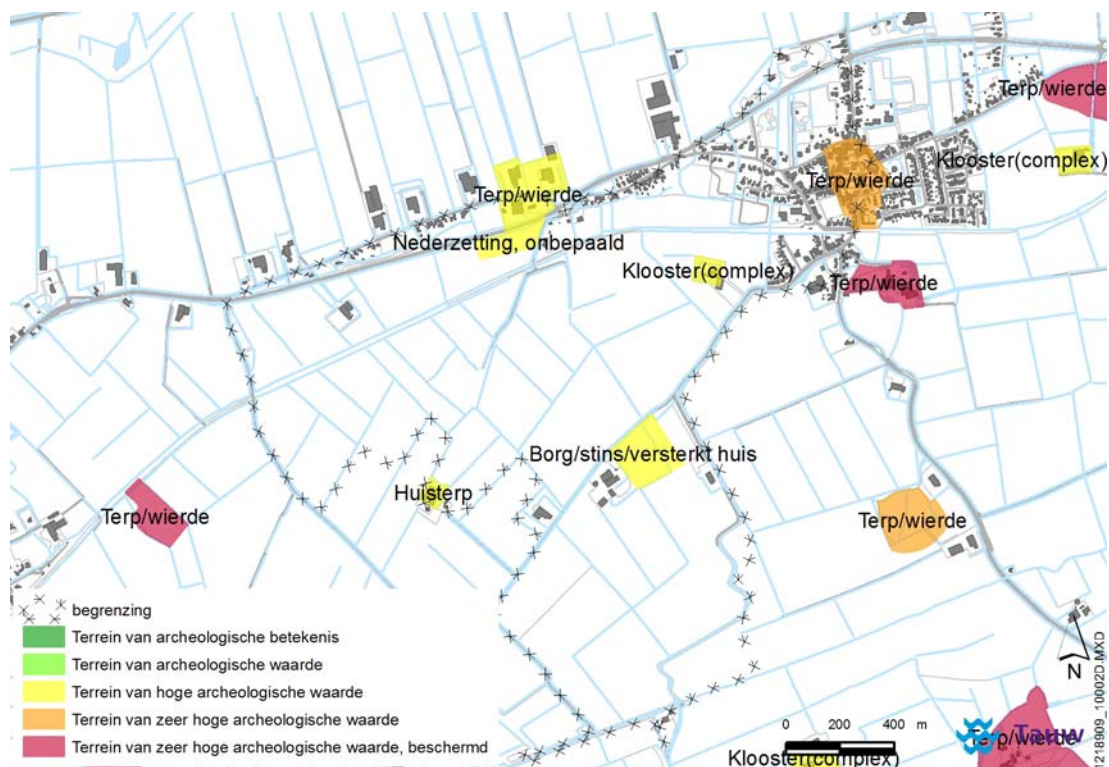 Terp/wierde
Klooster(complex)
Terp/wierde
Terp/wierde
Nederzetting, onbepaald
Klooster(complex)
Terp/wierde
Borg/stins/versterkt huis
Huisterp
Terp/wierde
Terp/wierde
begrenzing
Terrein van archeologische betekenis
Terrein van archeologische waarde
Terrein van hoge archeologische waarde
Terrein van zeer hoge archeologische waarde
Terrein van zeer hoge archeologische waarde, beschermd
N
0 200 400 m
Tauw
Terp/wierde
Klooster(complex)
1218909_10002D.MXD